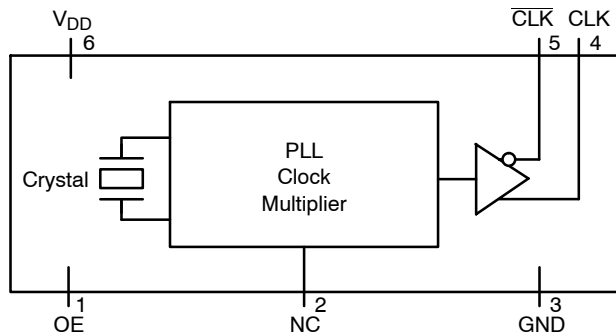 VDD
6
CLK
5
CLK
4
PLL
Clock
Multiplier
Crystal
1
OE
2
NC
3
GND